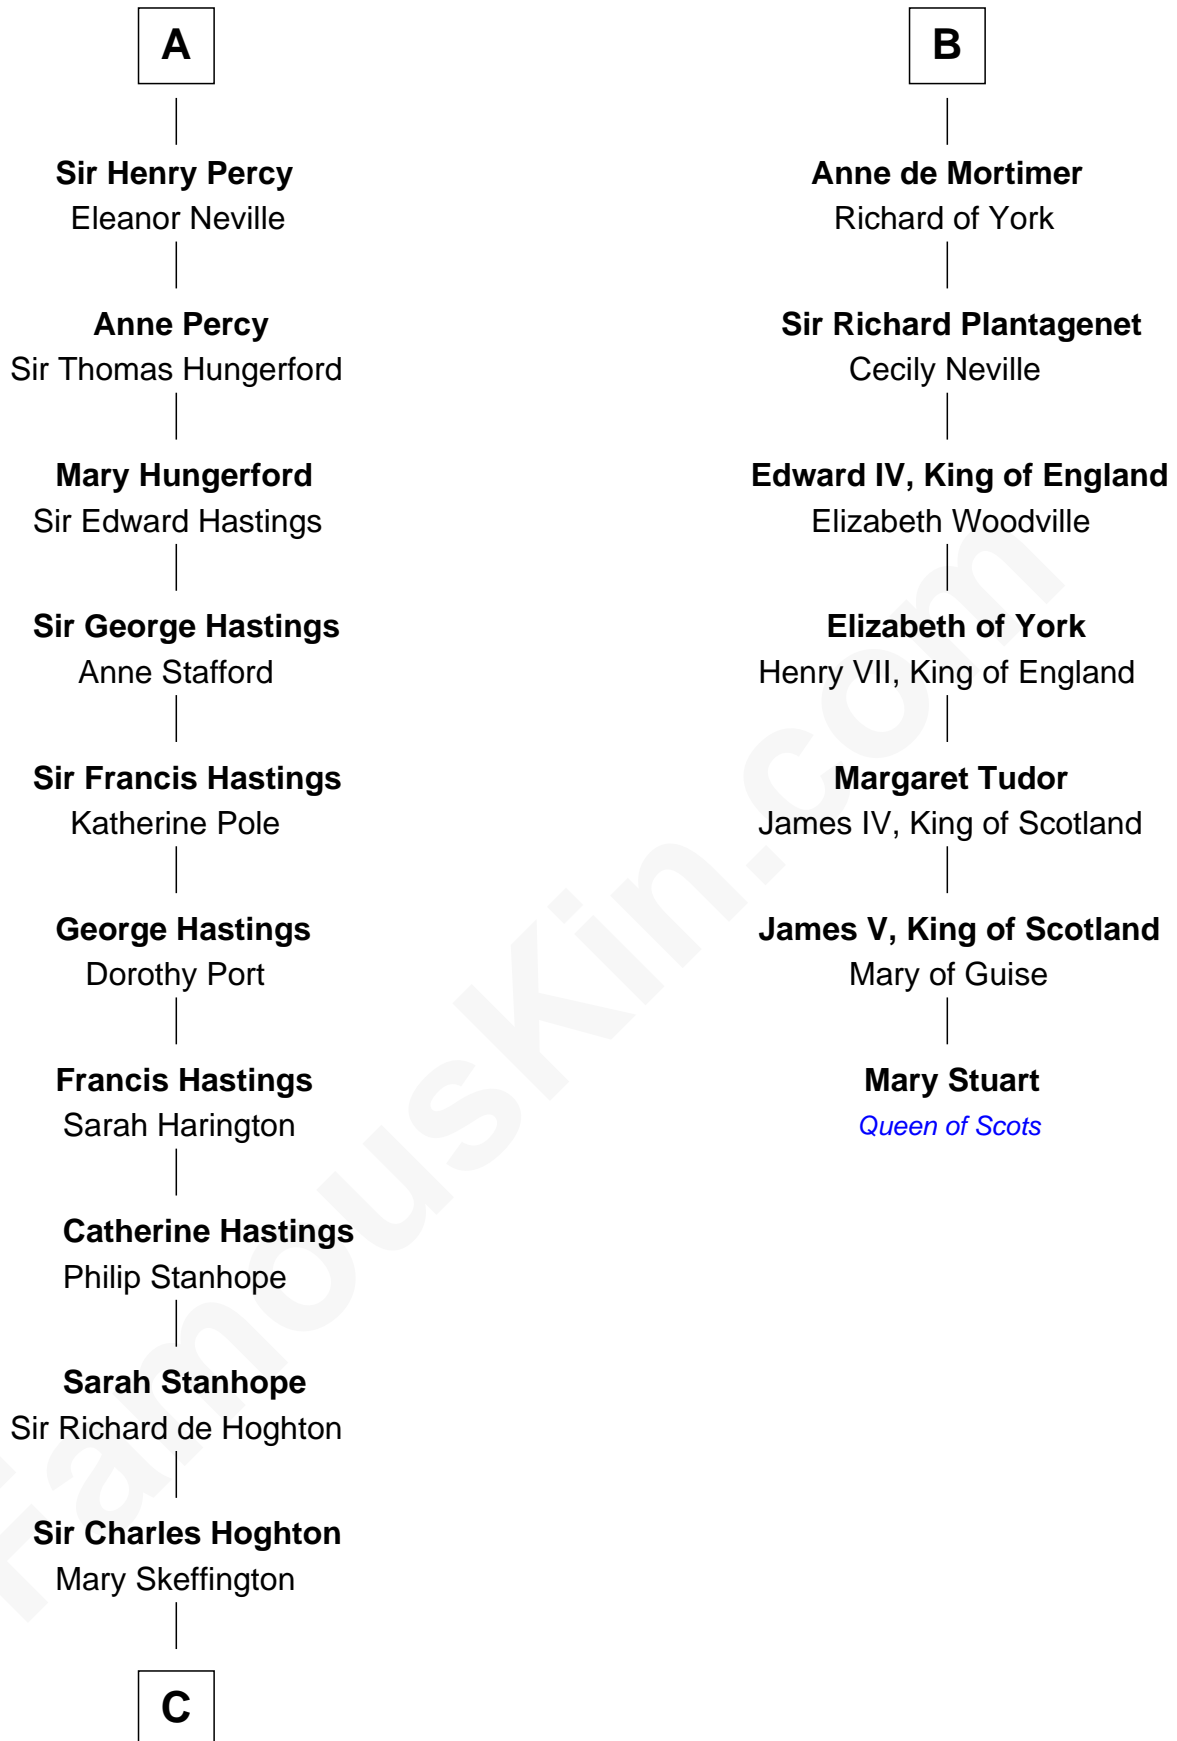 A
Sir Henry Percy
Eleanor Neville
Anne Percy
Sir Thomas Hungerford
Mary Hungerford
Sir Edward Hastings
Sir George Hastings
Anne Stafford
Sir Francis Hastings
Katherine Pole
George Hastings
Dorothy Port
Francis Hastings
Sarah Harington
Catherine Hastings
Philip Stanhope
Sarah Stanhope
Sir Richard de Hoghton
Sir Charles Hoghton
Mary Skeffington
C
B
Anne de Mortimer
Richard of York
Sir Richard Plantagenet
Cecily Neville
Edward IV, King of England
Elizabeth Woodville
Elizabeth of York
Henry VII, King of England
Margaret Tudor
James IV, King of Scotland
James V, King of Scotland
Mary of Guise
Mary Stuart
Queen of Scots
FamousKin.com